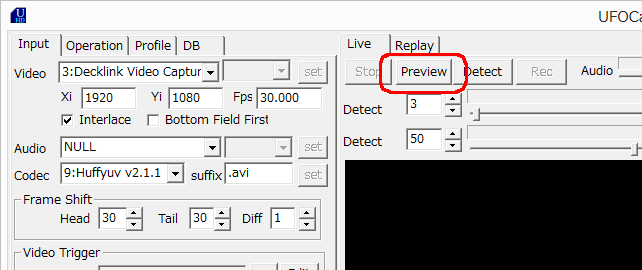 U HD UFOCa
Input Operation Profile DB
Video 3:Decklink Video Captur set
Xi 1920 Yi 1080 Fps 30.000
Interlace Bottom Field First
Audio NULL set
Codec 9:Huffyuv v2.1.1 suffix .avi set
Frame Shift
Head 30 Tail 30 Diff 1
Video Trigger
Live Replay
Stop Preview Detect Rec Audio
Detect 3
Detect 50